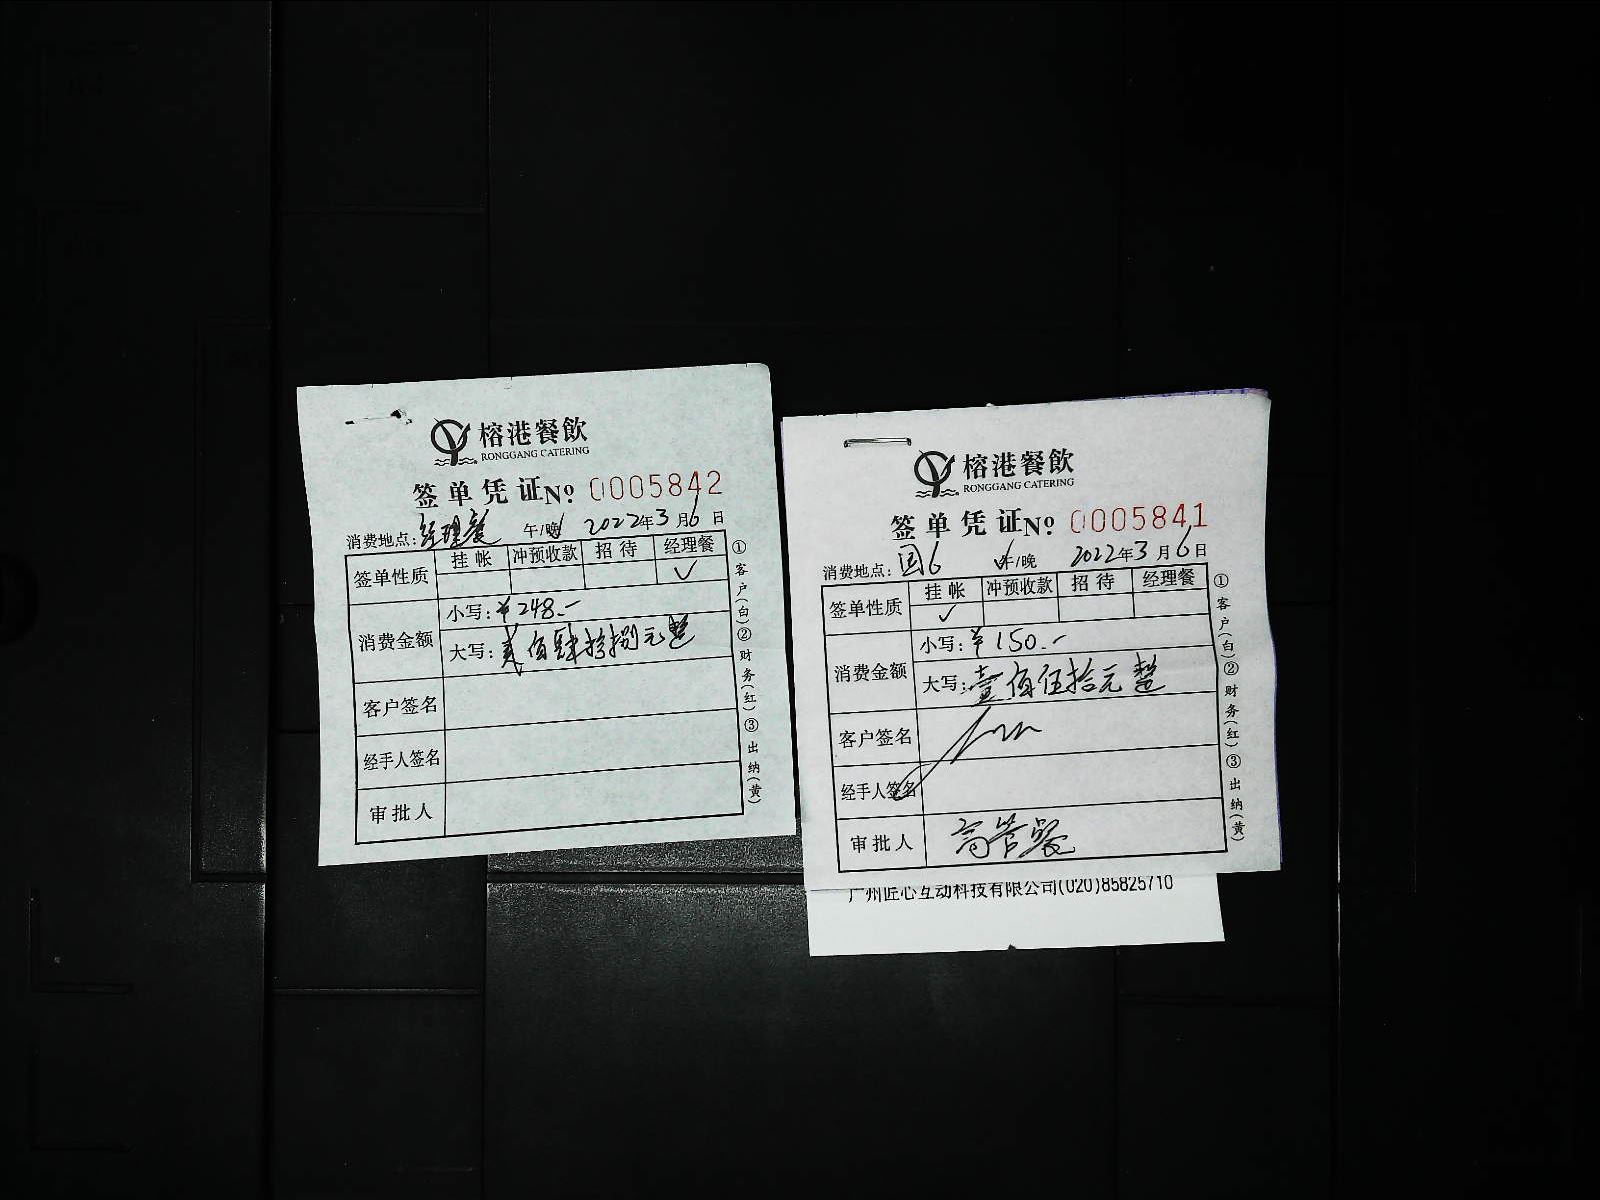 榕港餐飲
RONGGANG CATERING
签单凭证No 0005842
消费地点:经理餐 午/晚 2022年3月6日
签单性质 挂帐 冲预收款 招待 经理餐
✓
消费金额 小写:¥248.-
大写:贰佰肆拾捌元整
客户签名
经手人签名
审批人
①客户(白)②财务(红)③出纳(黄)
榕港餐飲
RONGGANG CATERING
签单凭证No 0005841
消费地点:国6 午/晚 2022年3月6日
签单性质 挂帐 冲预收款 招待 经理餐
✓
消费金额 小写:¥150.-
大写:壹佰伍拾元整
客户签名
经手人签名
审批人 高管餐
①客户(白)②财务(红)③出纳(黄)
广州匠心互动科技有限公司(020)85825710